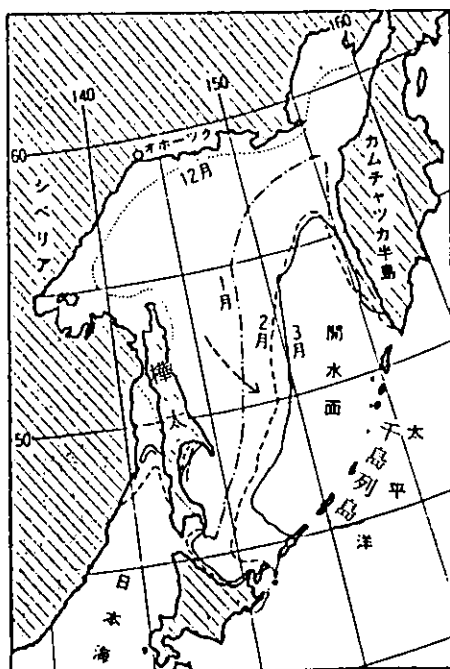 160
140
150
60
オホーツク
12月
シベリア
カムチャツカ半島
1月
2月
3月
開水面
樺太
50
千島列島
太平洋
日本海